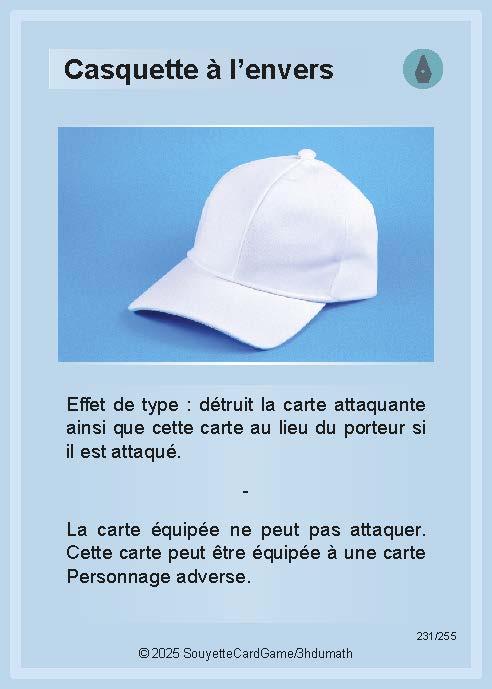 Casquette à l’envers
Effet de type : détruit la carte attaquante
ainsi que cette carte au lieu du porteur si
il est attaqué.
-
La carte équipée ne peut pas attaquer.
Cette carte peut être équipée à une carte
Personnage adverse.
231/255
© 2025 SouyetteCardGame/3hdumath